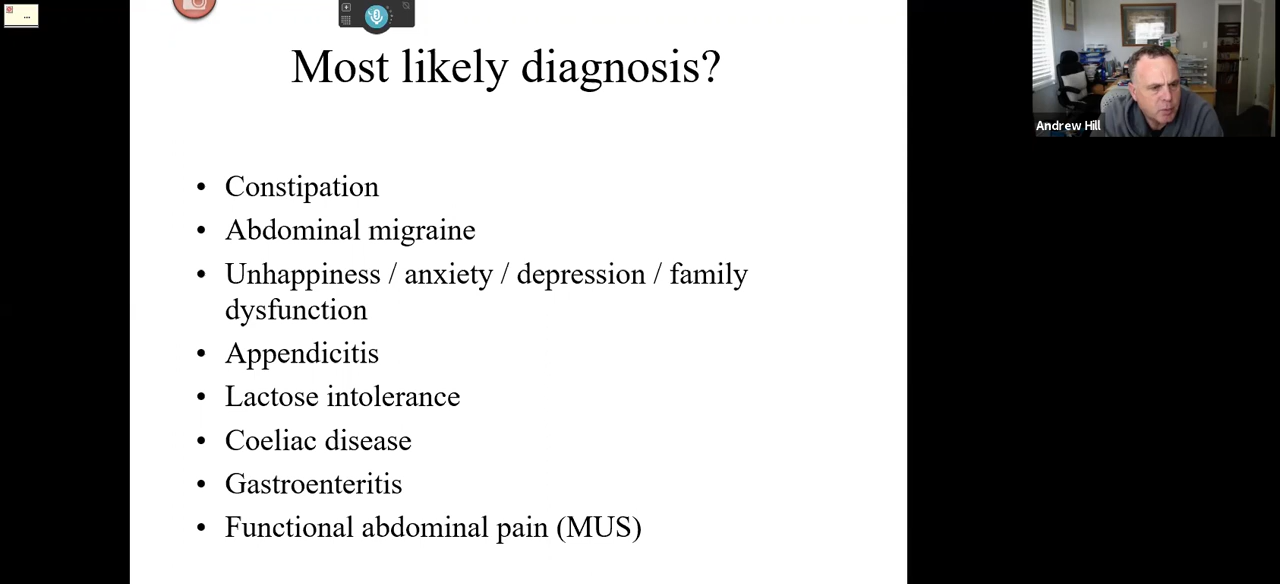 Most likely diagnosis?
Andrew Hill
• Constipation
• Abdominal migraine
• Unhappiness / anxiety / depression / family
dysfunction
• Appendicitis
• Lactose intolerance
• Coeliac disease
• Gastroenteritis
• Functional abdominal pain (MUS)